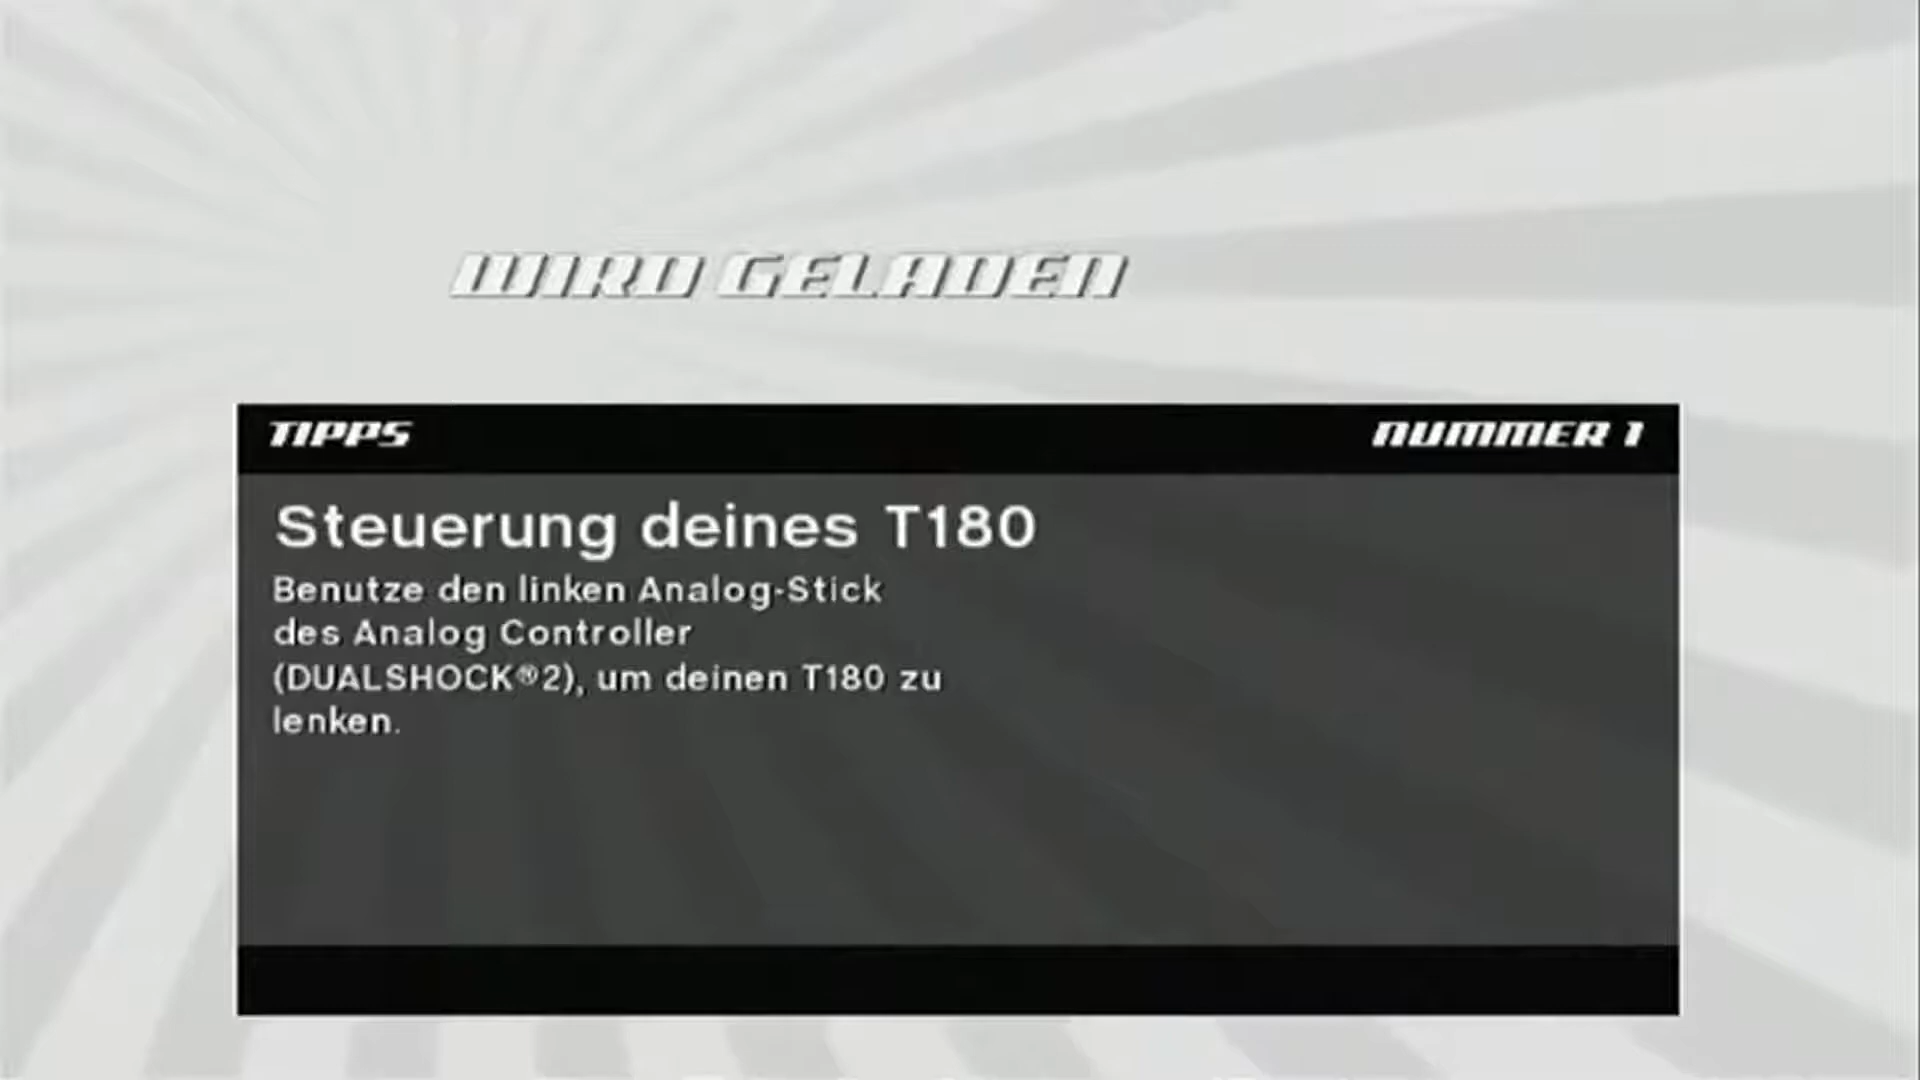 WIRD GELADEN
TIPPS
NUMMER 1
Steuerung deines T180
Benutze den linken Analog-Stick
des Analog Controller
(DUALSHOCK®2), um deinen T180 zu
lenken.